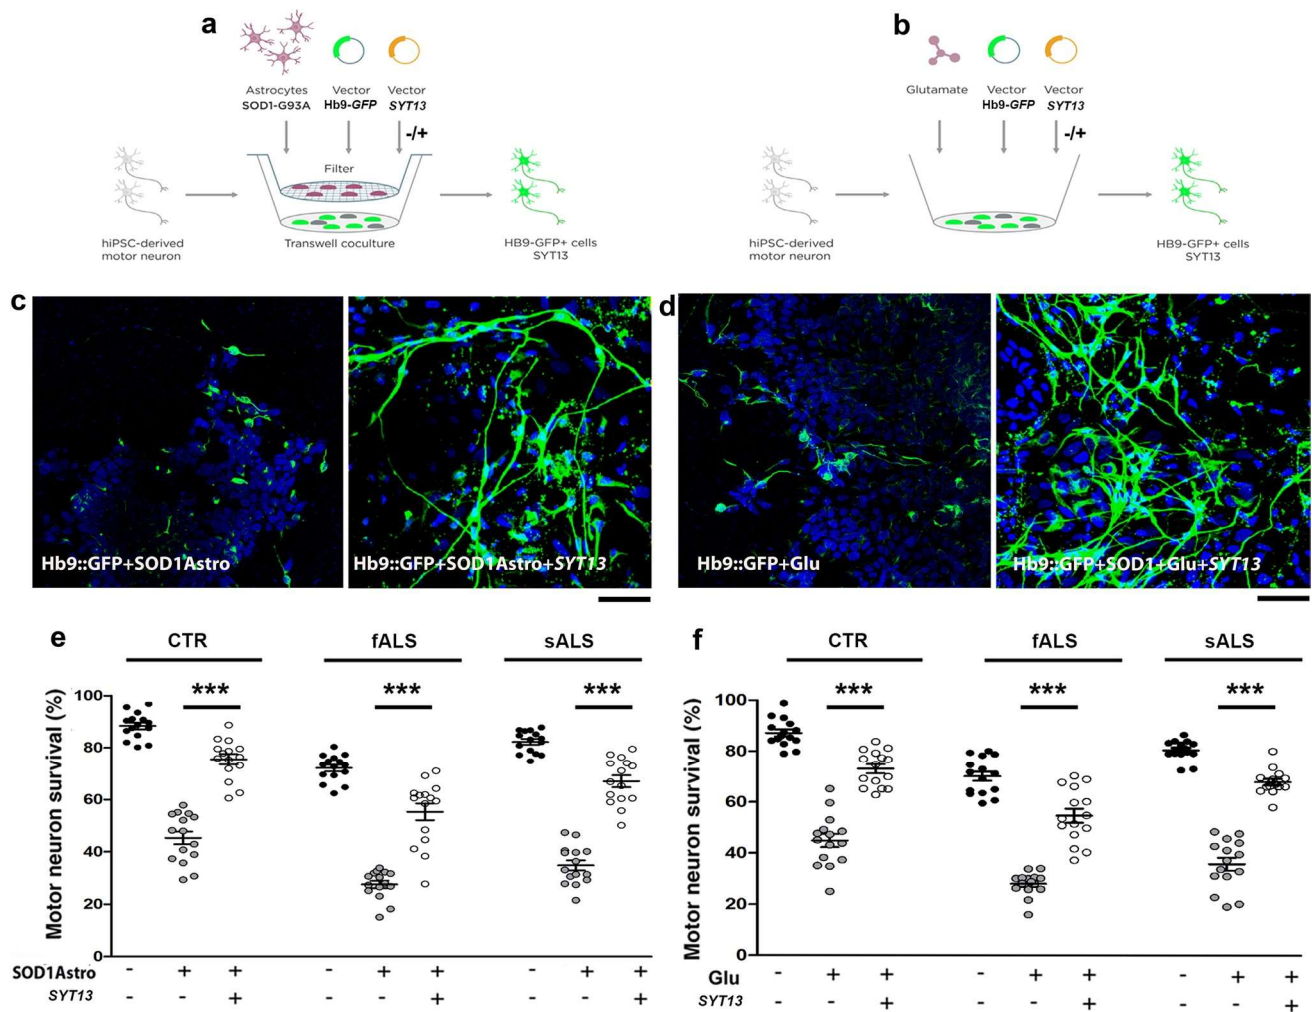 a
Astrocytes
SOD1-G93A
Vector
Hb9-GFP
Vector
SYT13
-/+
Filter
hiPSC-derived
motor neuron
Transwell coculture
HB9-GFP+ cells
SYT13
b
Glutamate
Vector
Hb9-GFP
Vector
SYT13
-/+
hiPSC-derived
motor neuron
HB9-GFP+ cells
SYT13
c
Hb9::GFP+SOD1Astro
Hb9::GFP+SOD1Astro+SYT13
d
Hb9::GFP+Glu
Hb9::GFP+SOD1+Glu+SYT13
e
CTR fALS sALS
*** *** ***
Motor neuron survival (%)
100
80
60
40
20
0
SOD1Astro - + + - + + - + +
SYT13 - - + - - + - - +
f
CTR fALS sALS
*** *** ***
Motor neuron survival (%)
100
80
60
40
20
0
Glu - + + - + + - + +
SYT13 - + - + - +